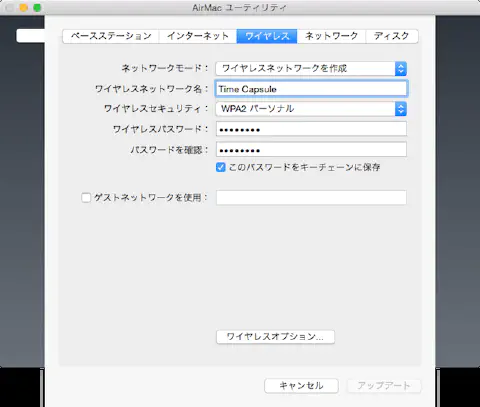 AirMac ユーティリティ
ベースステーション インターネット ワイヤレス ネットワーク ディスク
ネットワークモード： ワイヤレスネットワークを作成
ワイヤレスネットワーク名： Time Capsule
ワイヤレスセキュリティ： WPA2 パーソナル
ワイヤレスパスワード： ••••••••
パスワードを確認： ••••••••
このパスワードをキーチェーンに保存
ゲストネットワークを使用：
ワイヤレスオプション...
キャンセル アップデート